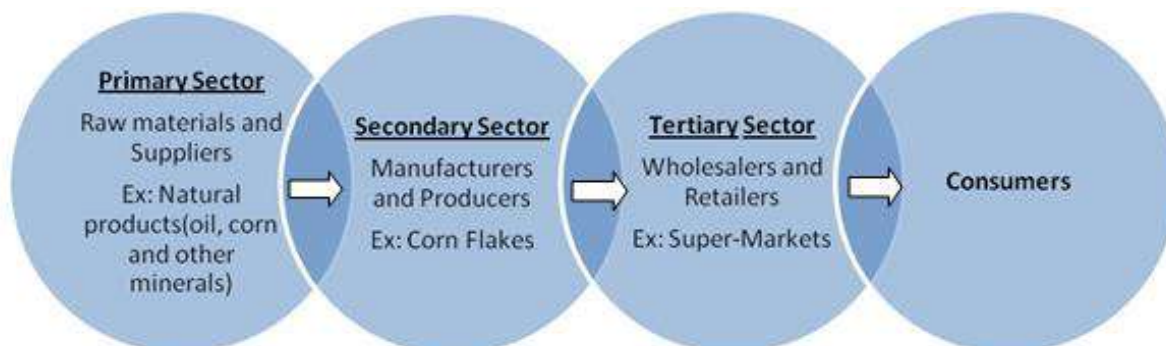 Primary Sector
Raw materials and
Suppliers
Ex: Natural
products(oil, corn
and other
minerals)
Secondary Sector
Manufacturers
and Producers
Ex: Corn Flakes
Tertiary Sector
Wholesalers and
Retailers
Ex: Super-Markets
Consumers